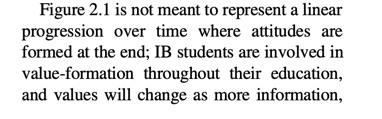 Figure 2.1 is not meant to represent a linear
progression over time where attitudes are
formed at the end; IB students are involved in
value-formation throughout their education,
and values will change as more information,